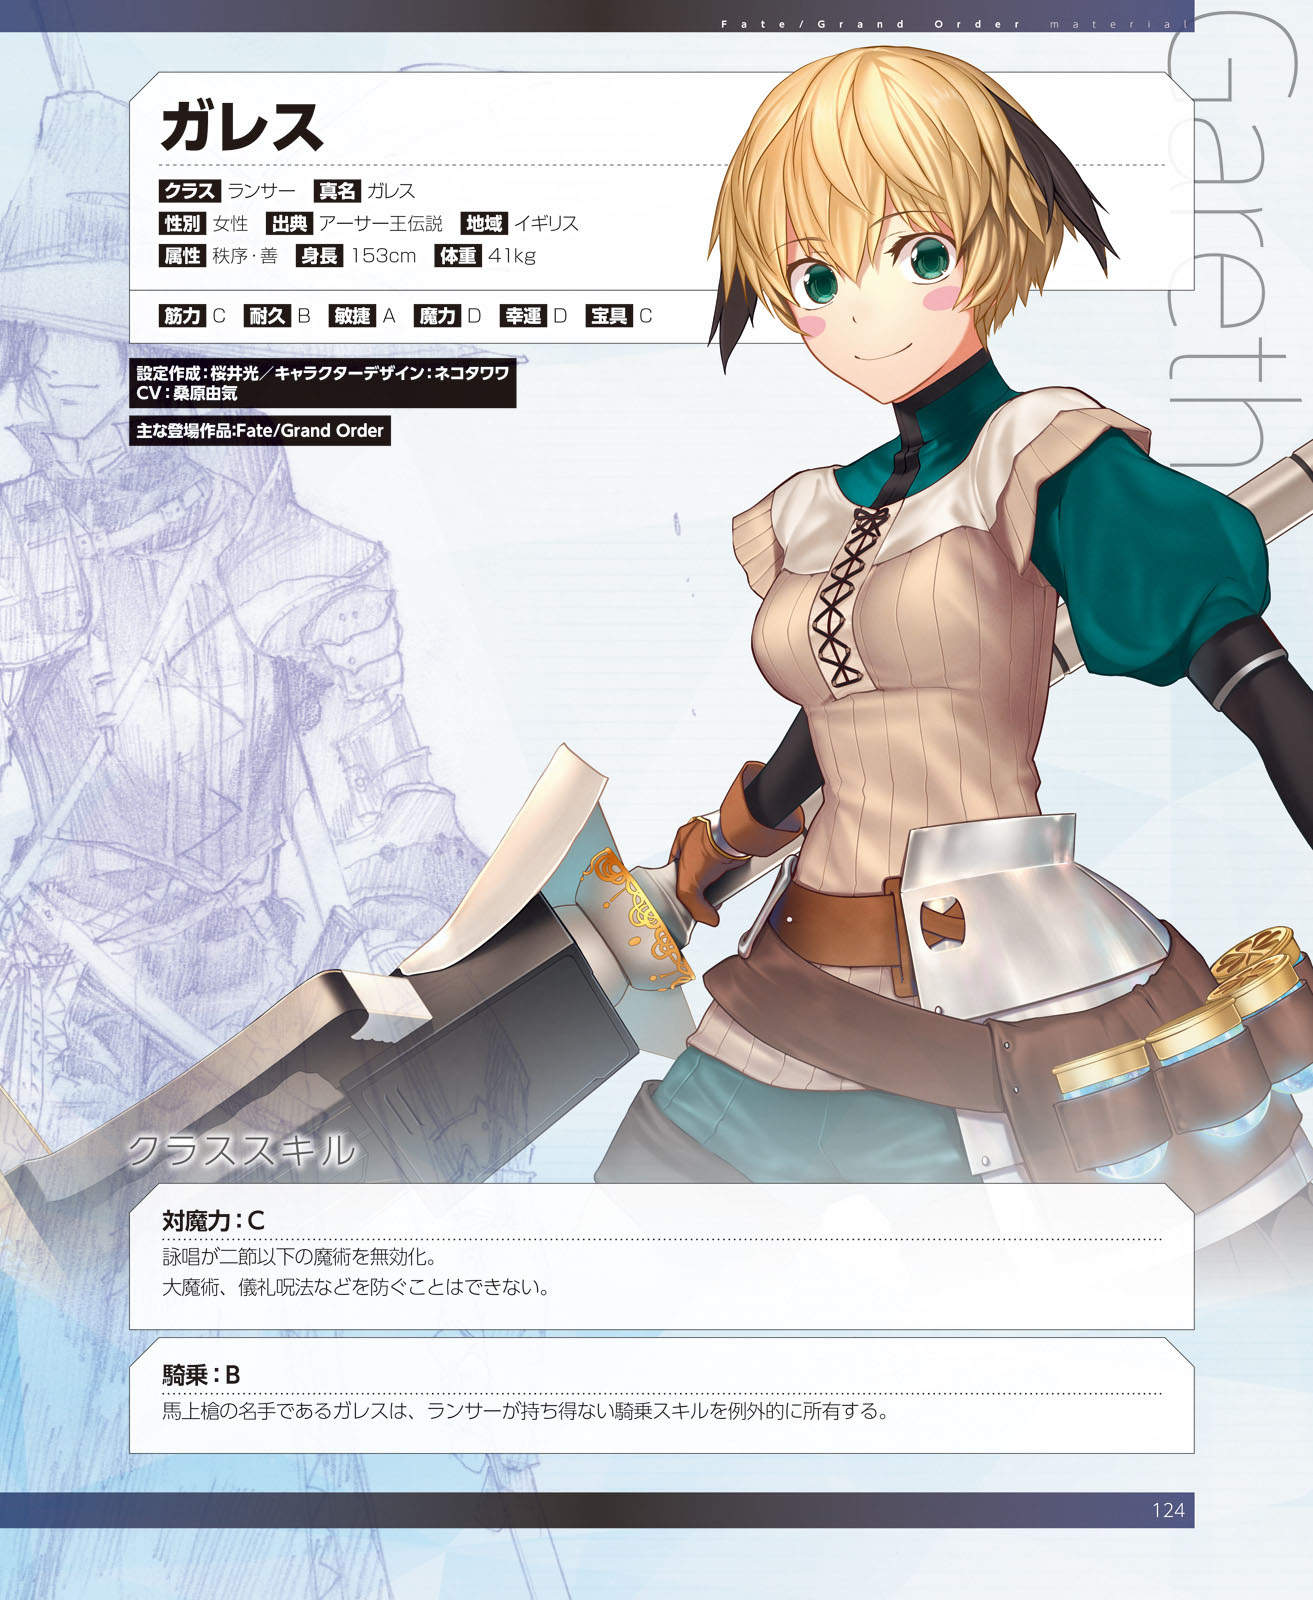 Fate/Grand Order material
Gareth
ガレス
クラス ランサー 真名 ガレス
性別 女性 出典 アーサー王伝説 地域 イギリス
属性 秩序・善 身長 153cm 体重 41kg
筋力 C 耐久 B 敏捷 A 魔力 D 幸運 D 宝具 C
設定作成：桜井光／キャラクターデザイン：ネコタワワ
CV：桑原由気
主な登場作品:Fate/Grand Order
クラススキル
対魔力：C
詠唱が二節以下の魔術を無効化。
大魔術、儀礼呪法などを防ぐことはできない。
騎乗：B
馬上槍の名手であるガレスは、ランサーが持ち得ない騎乗スキルを例外的に所有する。
124